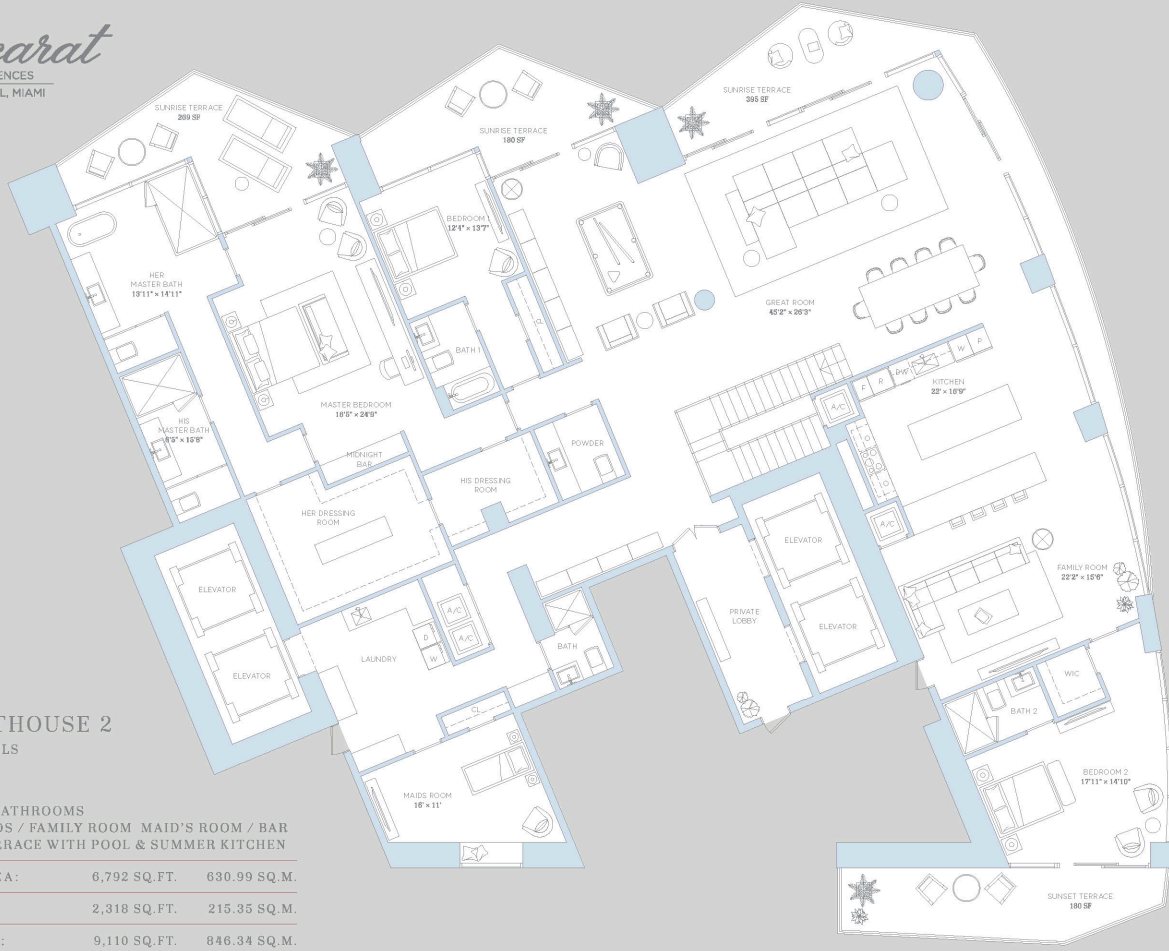 carat
ENCES
L, MIAMI
SUNRISE TERRACE
269 SF
SUNRISE TERRACE
180 SF
SUNRISE TERRACE
395 SF
BEDROOM 1
12'4" × 13'7"
HER
MASTER BATH
13'11" × 14'11"
GREAT ROOM
45'2" × 26'3"
CL
BATH 1
DW
W
P
F
R
KITCHEN
22' × 16'9"
MASTER BEDROOM
16'5" × 24'9"
A/C
HIS
MASTER BATH
8'5" × 15'8"
MIDNIGHT
BAR
POWDER
HIS DRESSING
ROOM
HER DRESSING
ROOM
A/C
ELEVATOR
FAMILY ROOM
22'2" × 15'6"
ELEVATOR
A/C
PRIVATE
LOBBY
ELEVATOR
D
A/C
BATH
LAUNDRY
W
ELEVATOR
WIC
CL
BATH 2
THOUSE 2
LS
BEDROOM 2
17'11" × 14'10"
MAIDS ROOM
16' × 11'
ATHROOMS
OS / FAMILY ROOM MAID'S ROOM / BAR
RRACE WITH POOL & SUMMER KITCHEN
EA: 6,792 SQ.FT. 630.99 SQ.M.
2,318 SQ.FT. 215.35 SQ.M.
: 9,110 SQ.FT. 846.34 SQ.M.
SUNSET TERRACE
180 SF